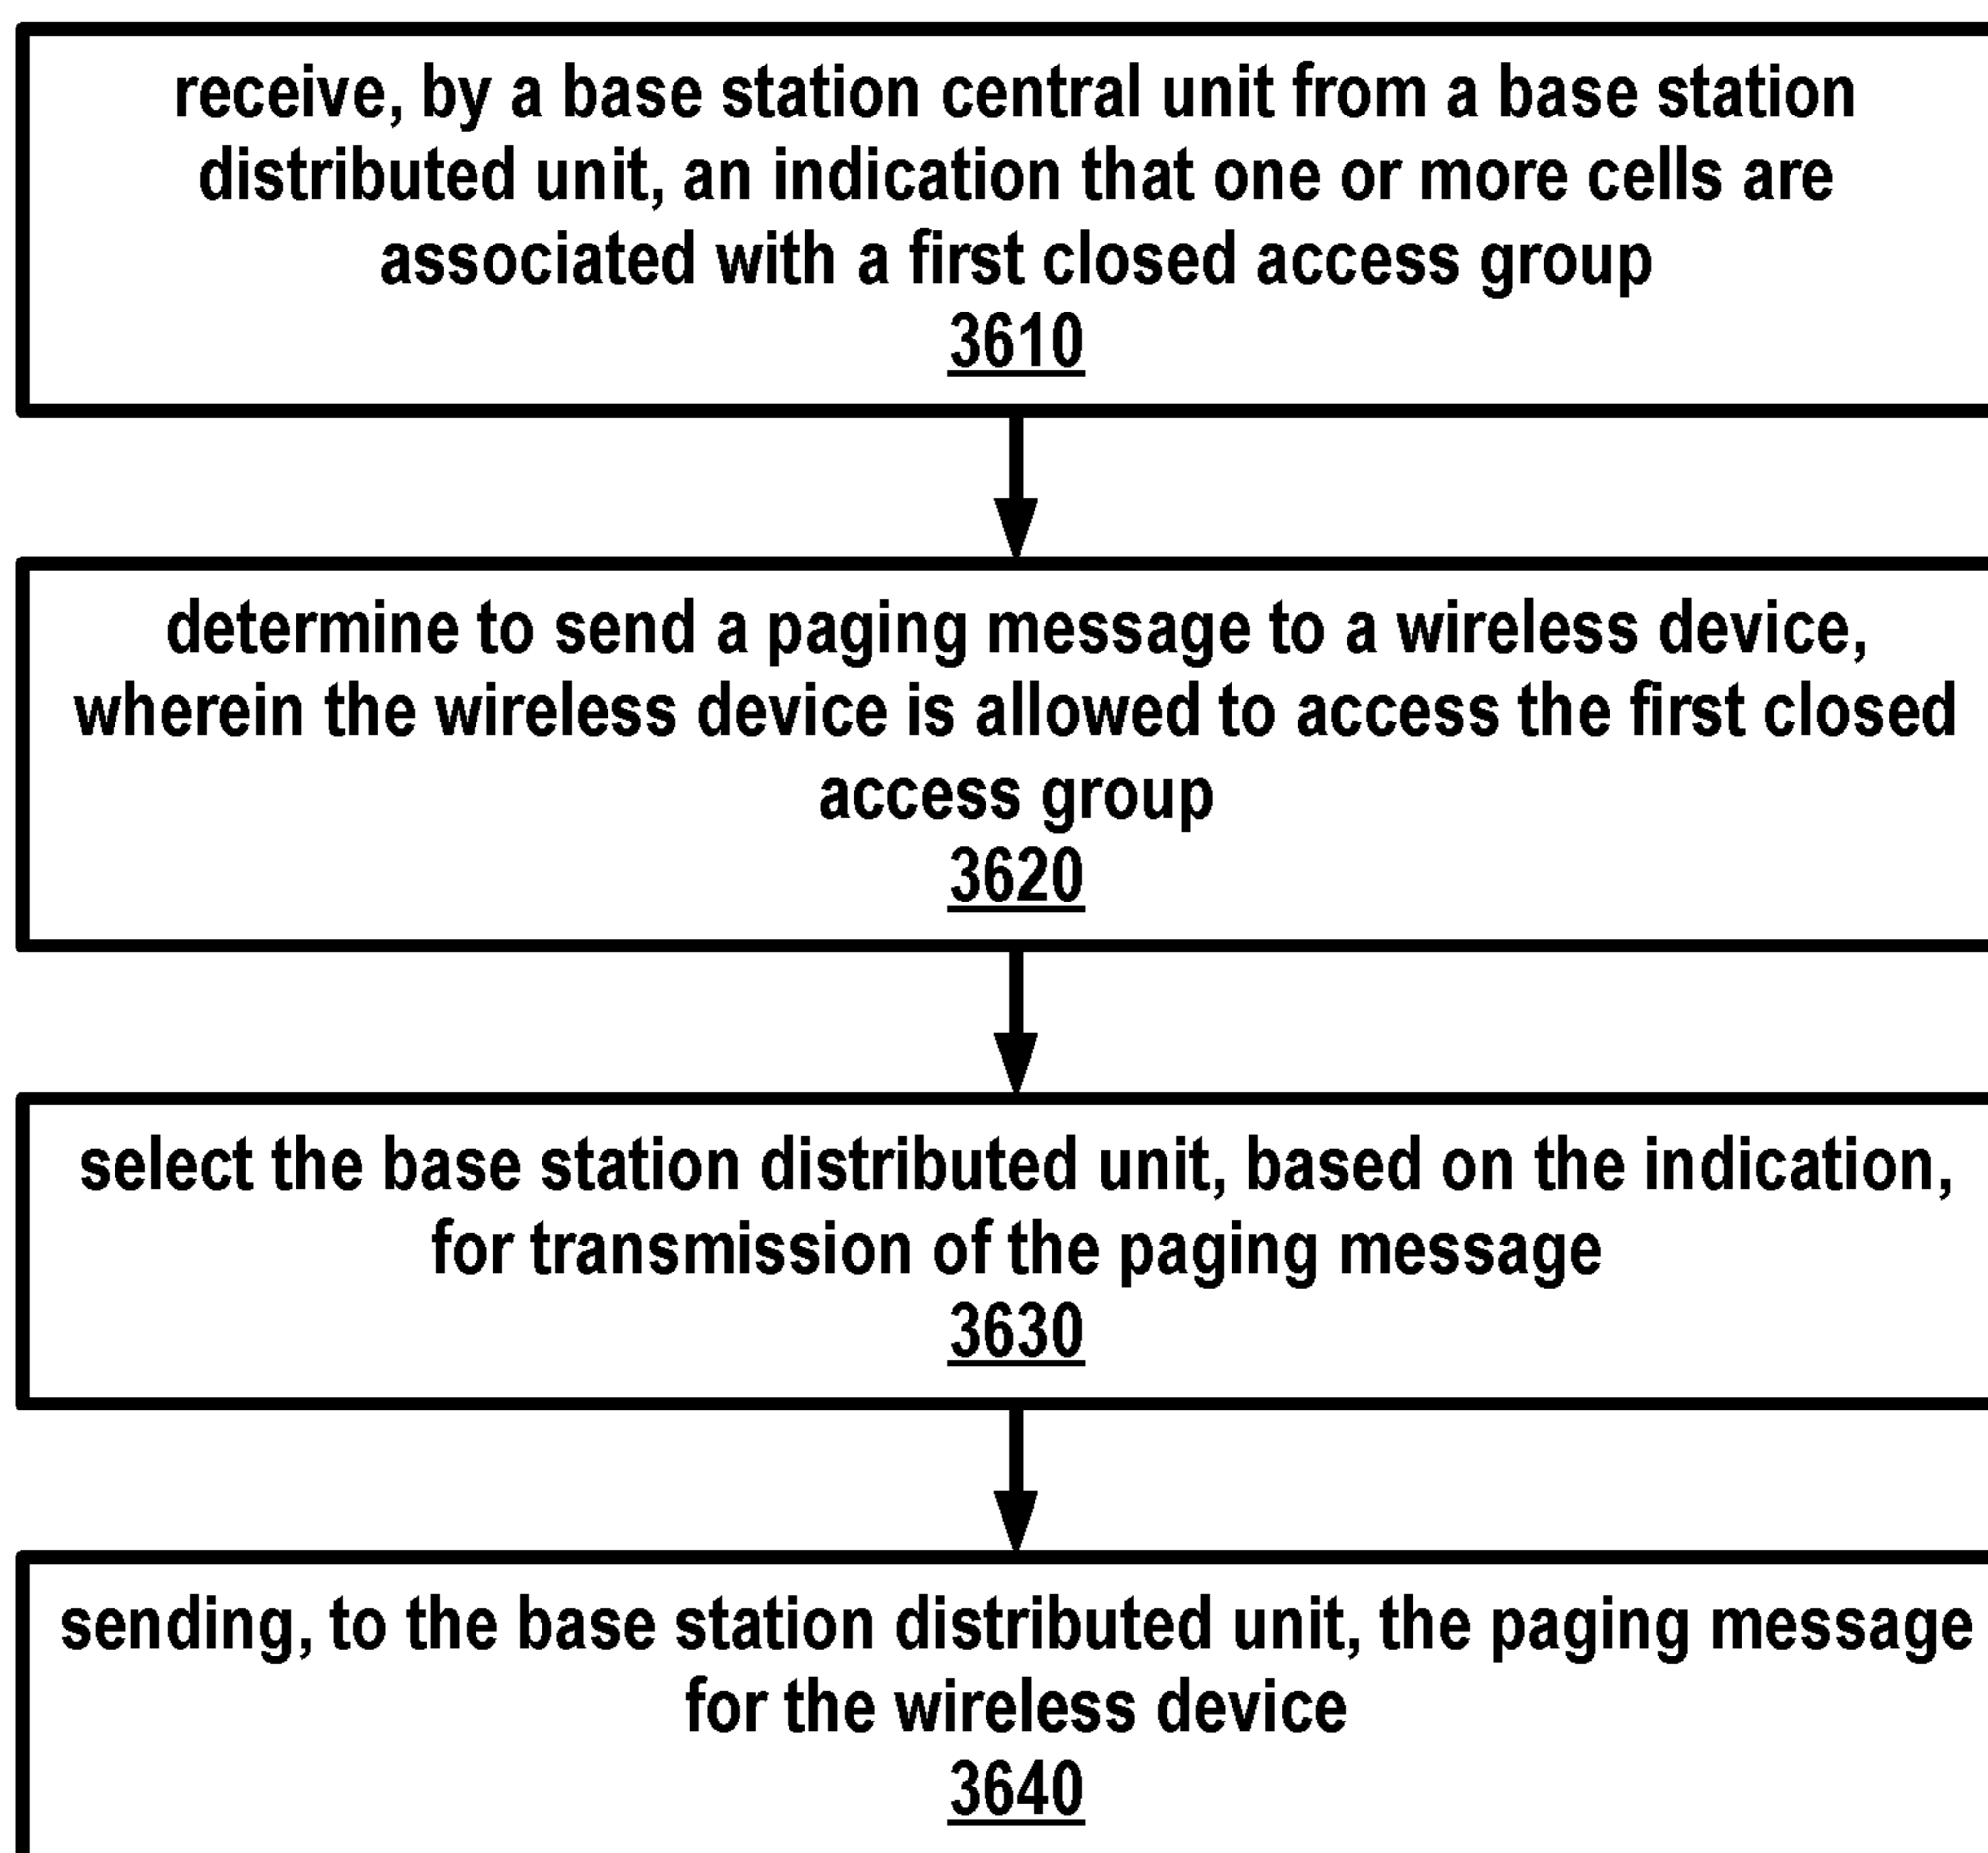 receive, by a base station central unit from a base station
distributed unit, an indication that one or more cells are
associated with a first closed access group
3610
determine to send a paging message to a wireless device,
wherein the wireless device is allowed to access the first closed
access group
3620
select the base station distributed unit, based on the indication,
for transmission of the paging message
3630
sending, to the base station distributed unit, the paging message
for the wireless device
3640